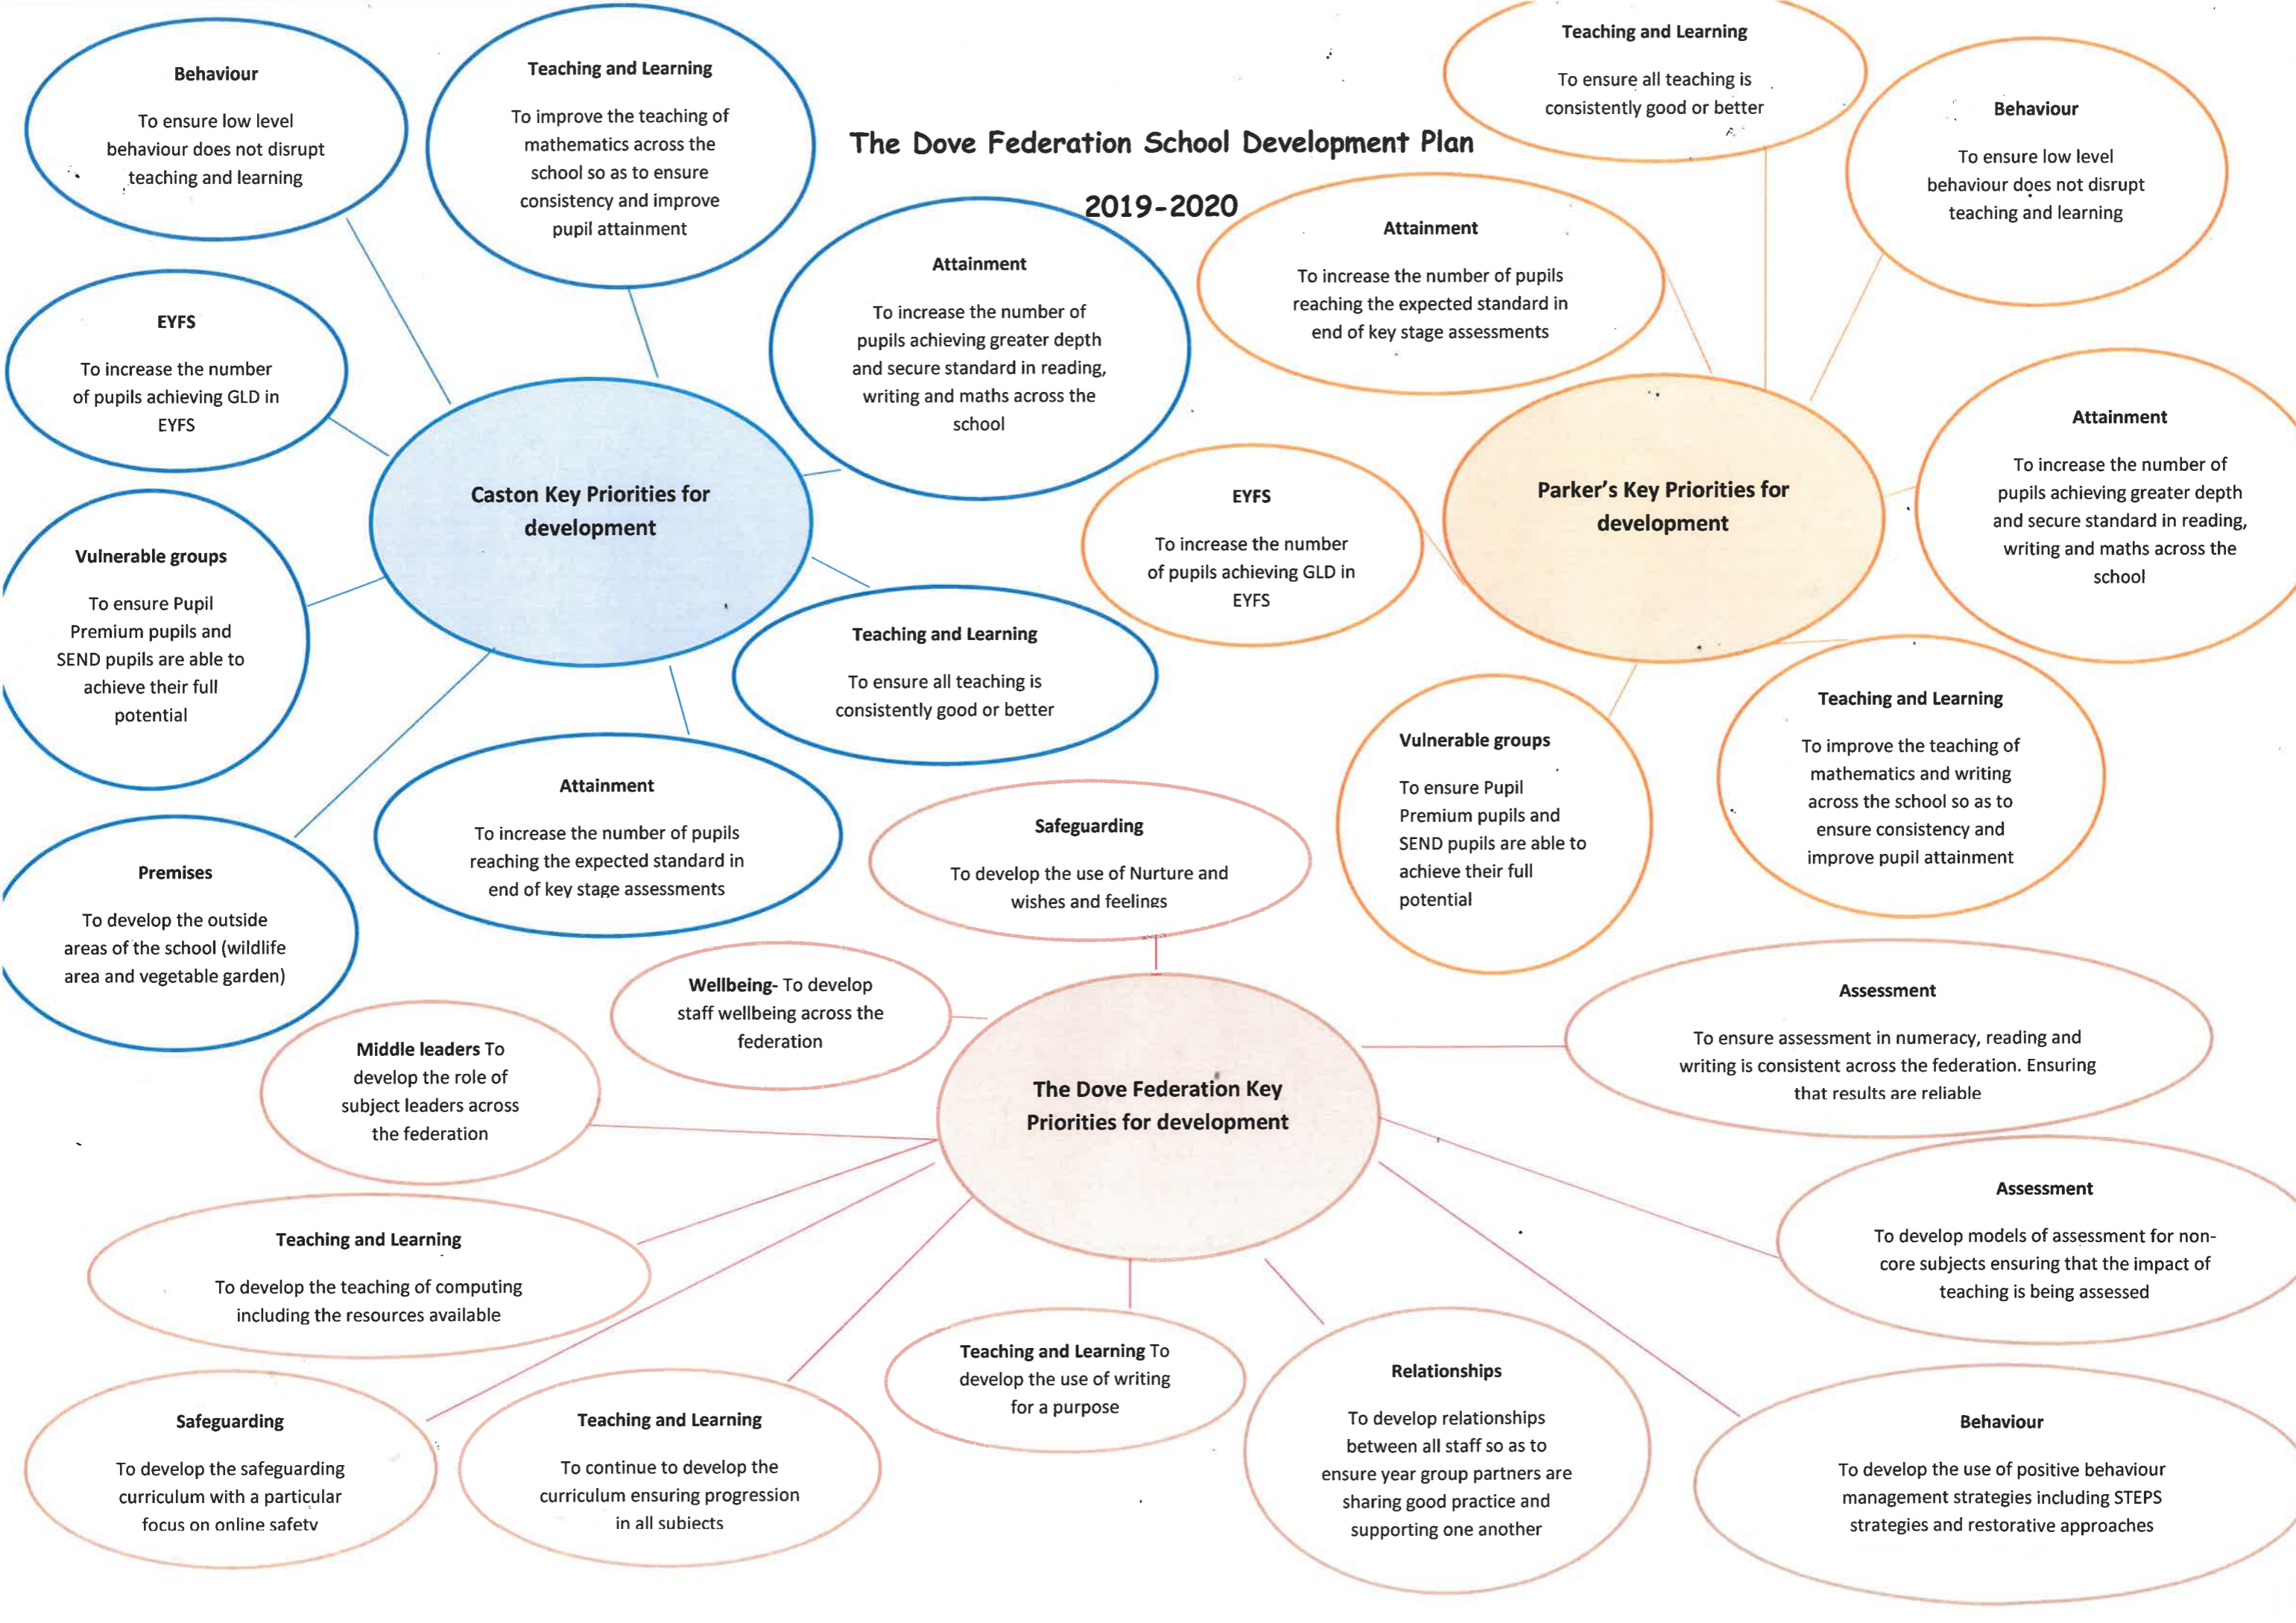 The Dove Federation School Development Plan
2019-2020
Behaviour
To ensure low level
behaviour does not disrupt
teaching and learning
Teaching and Learning
To improve the teaching of
mathematics across the
school so as to ensure
consistency and improve
pupil attainment
Attainment
To increase the number of
pupils achieving greater depth
and secure standard in reading,
writing and maths across the
school
EYFS
To increase the number
of pupils achieving GLD in
EYFS
Caston Key Priorities for
development
Vulnerable groups
To ensure Pupil
Premium pupils and
SEND pupils are able to
achieve their full
potential
Teaching and Learning
To ensure all teaching is
consistently good or better
Attainment
To increase the number of pupils
reaching the expected standard in
end of key stage assessments
Premises
To develop the outside
areas of the school (wildlife
area and vegetable garden)
Teaching and Learning
To ensure all teaching is
consistently good or better
Behaviour
To ensure low level
behaviour does not disrupt
teaching and learning
Attainment
To increase the number of pupils
reaching the expected standard in
end of key stage assessments
Attainment
To increase the number of
pupils achieving greater depth
and secure standard in reading,
writing and maths across the
school
EYFS
To increase the number
of pupils achieving GLD in
EYFS
Parker's Key Priorities for
development
Vulnerable groups
To ensure Pupil
Premium pupils and
SEND pupils are able to
achieve their full
potential
Teaching and Learning
To improve the teaching of
mathematics and writing
across the school so as to
ensure consistency and
improve pupil attainment
Safeguarding
To develop the use of Nurture and
wishes and feelings
Wellbeing- To develop
staff wellbeing across the
federation
Middle leaders To
develop the role of
subject leaders across
the federation
The Dove Federation Key
Priorities for development
Assessment
To ensure assessment in numeracy, reading and
writing is consistent across the federation. Ensuring
that results are reliable
Assessment
To develop models of assessment for non-
core subjects ensuring that the impact of
teaching is being assessed
Teaching and Learning
To develop the teaching of computing
including the resources available
Safeguarding
To develop the safeguarding
curriculum with a particular
focus on online safety
Teaching and Learning
To continue to develop the
curriculum ensuring progression
in all subjects
Teaching and Learning To
develop the use of writing
for a purpose
Relationships
To develop relationships
between all staff so as to
ensure year group partners are
sharing good practice and
supporting one another
Behaviour
To develop the use of positive behaviour
management strategies including STEPS
strategies and restorative approaches